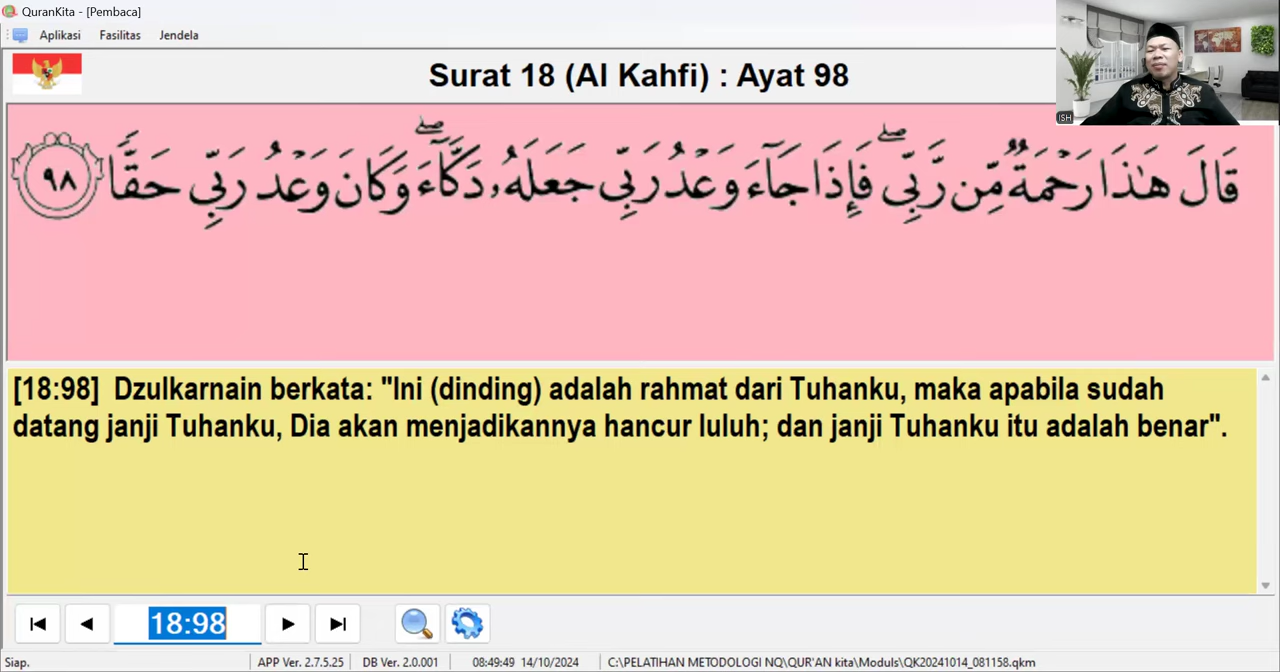 QuranKita - [Pembaca]
Aplikasi Fasilitas Jendela
Surat 18 (Al Kahfi) : Ayat 98
ISH
قَالَ هَٰذَا رَحْمَةٌ مِّن رَّبِّي ۖ فَإِذَا جَآءَ وَعْدُ رَبِّي جَعَلَهُۥ دَكَّآءَ ۖ وَكَانَ وَعْدُ رَبِّي حَقًّا ٩٨
[18:98] Dzulkarnain berkata: "Ini (dinding) adalah rahmat dari Tuhanku, maka apabila sudah
datang janji Tuhanku, Dia akan menjadikannya hancur luluh; dan janji Tuhanku itu adalah benar".
18:98
Siap. APP Ver. 2.7.5.25 DB Ver. 2.0.001 08:49:49 14/10/2024 C:\PELATIHAN METODOLOGI NQ\QUR'AN kita\Moduls\QK20241014_081158.qkm